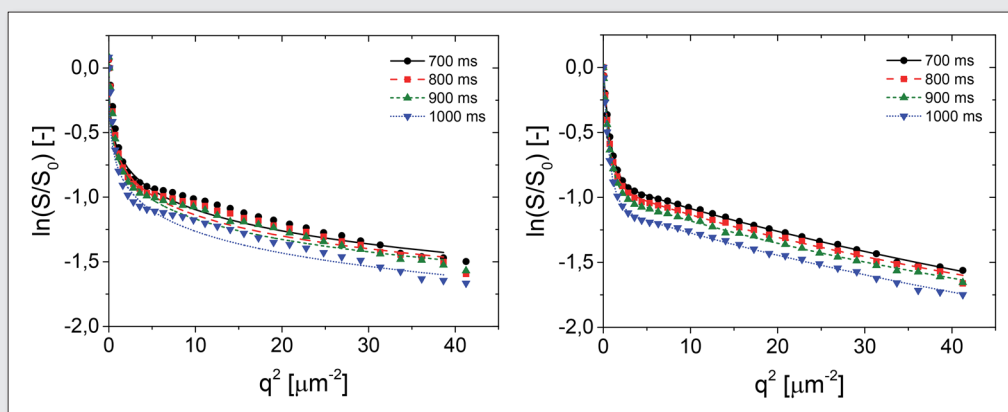 0,0
-0,5
-1,0
-1,5
-2,0
ln(S/S₀) [-]
0 10 20 30 40
q² [μm⁻²]
700 ms
800 ms
900 ms
1000 ms
0,0
-0,5
-1,0
-1,5
-2,0
ln(S/S₀) [-]
0 10 20 30 40
q² [μm⁻²]
700 ms
800 ms
900 ms
1000 ms